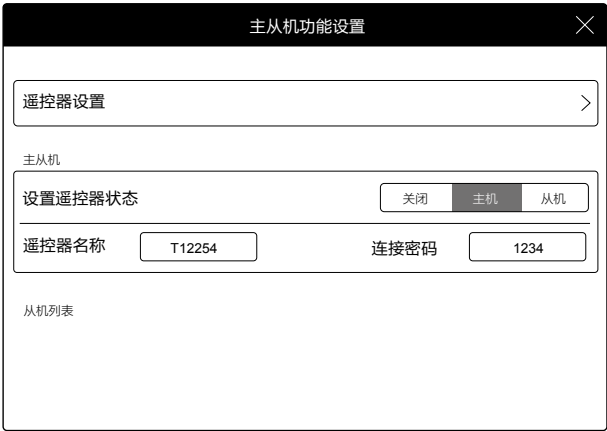 主从机功能设置
遥控器设置
主从机
设置遥控器状态 关闭 主机 从机
遥控器名称 T12254 连接密码 1234
从机列表